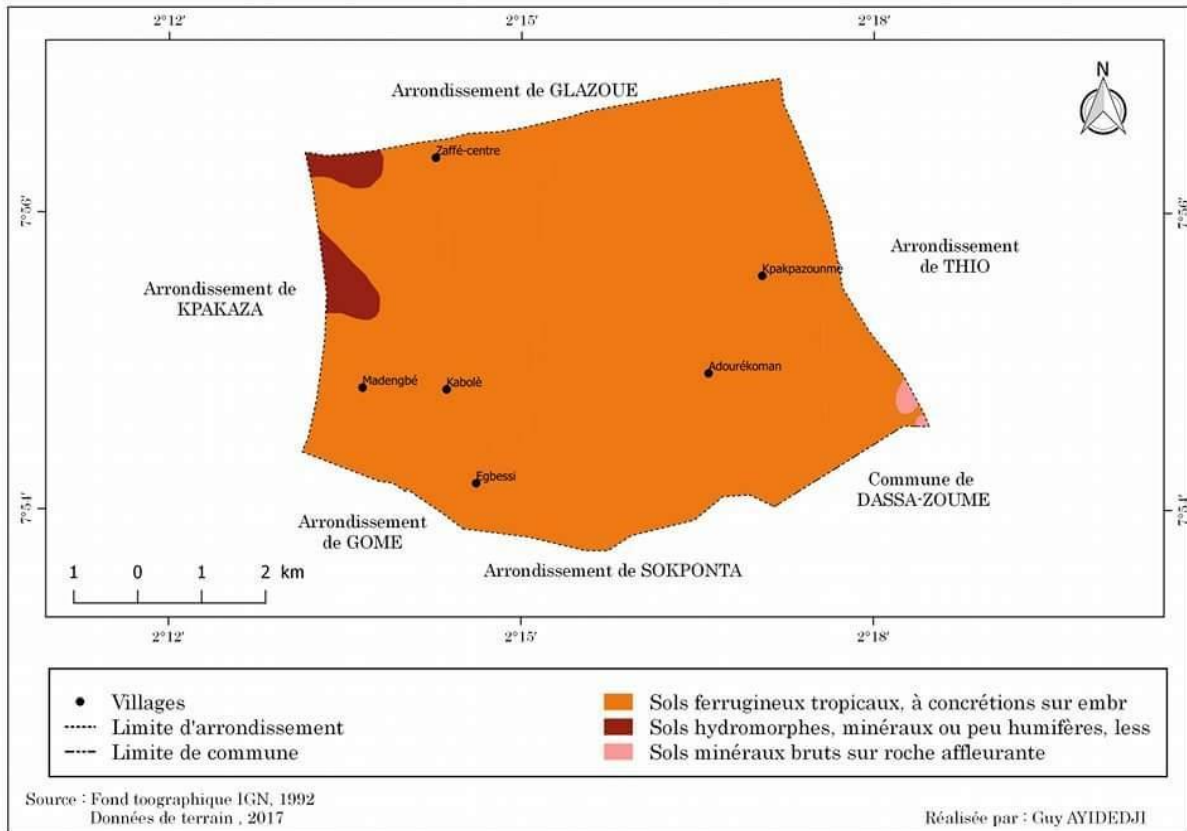 2°12' 2°15' 2°18'
N
Arrondissement de GLAZOUE
Zaffé-centre
7°56' 7°56'
Arrondissement
de THIO
Kpakpazounmè
Arrondissement de
KPAKAZA
Adourékoman
Madengbé Kabolè
Egbessi
Commune de
DASSA-ZOUME
7°54' 7°54'
Arrondissement
de GOME
Arrondissement de SOKPONTA
1 0 1 2 km
2°12' 2°15' 2°18'
Villages
Limite d'arrondissement
Limite de commune
Sols ferrugineux tropicaux, à concrétions sur embr
Sols hydromorphes, minéraux ou peu humifères, less
Sols minéraux bruts sur roche affleurante
Source : Fond toographique IGN, 1992
Données de terrain , 2017
Réalisée par : Guy AYIDEDJI